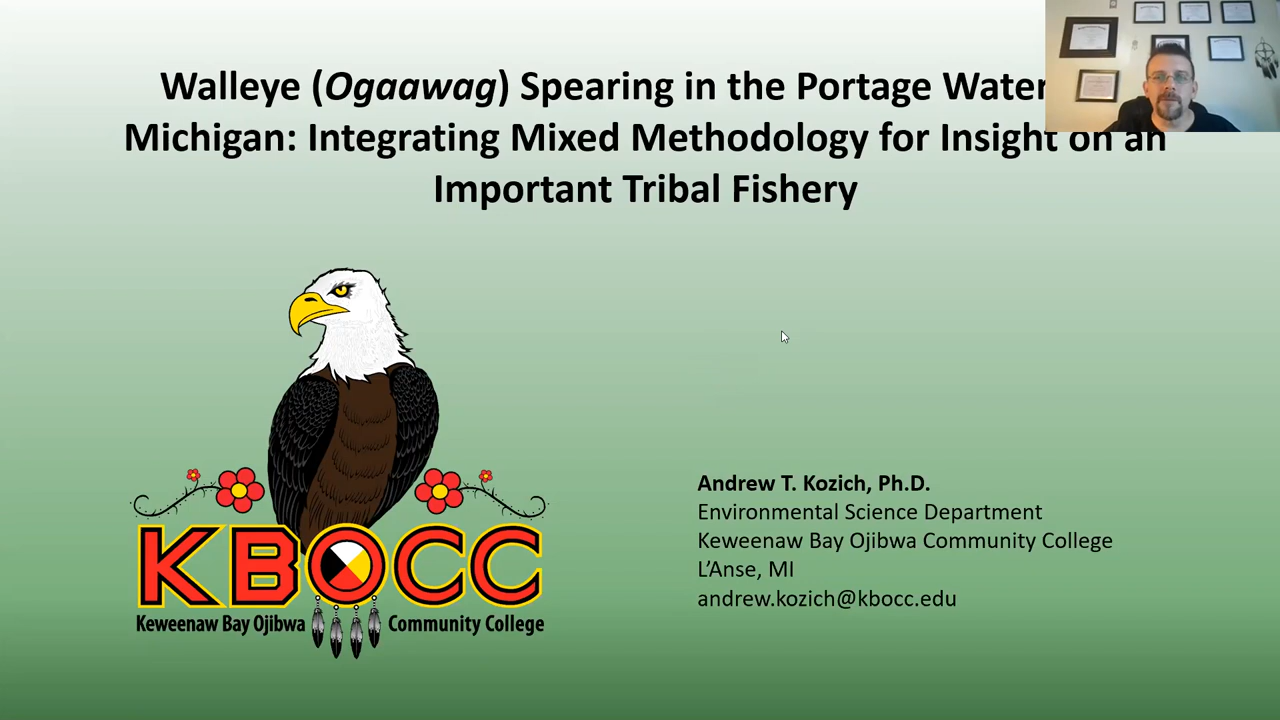 Walleye (Ogaawag) Spearing in the Portage Water
Michigan: Integrating Mixed Methodology for Insight on an
Important Tribal Fishery
KBOCC
Keweenaw Bay Ojibwa Community College
Andrew T. Kozich, Ph.D.
Environmental Science Department
Keweenaw Bay Ojibwa Community College
L'Anse, MI
andrew.kozich@kbocc.edu